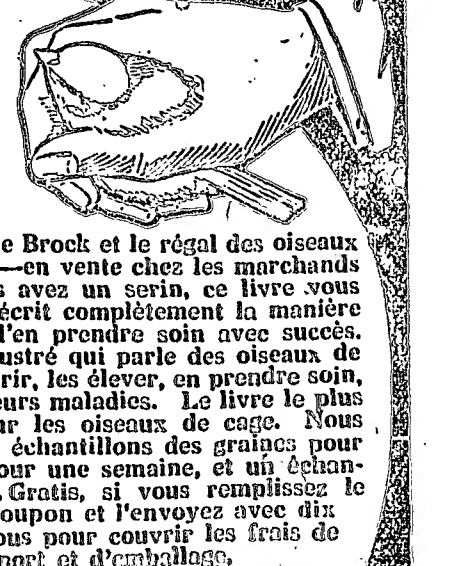 e Brock et le régal des oiseaux
—en vente chez les marchands
s avez un serin, ce livre vous
écrit complètement la manière
l'en prendre soin avec succès.
ustré qui parle des oiseaux de
rir, les élever, en prendre soin,
eurs maladies. Le livre le plus
ur les oiseaux de cage. Nous
échantillons des graines pour
our une semaine, et un échan-
Gratis, si vous remplissez le
oupon et l'envoyez avec dix
ous pour couvrir les frais de
port et d'emballage,